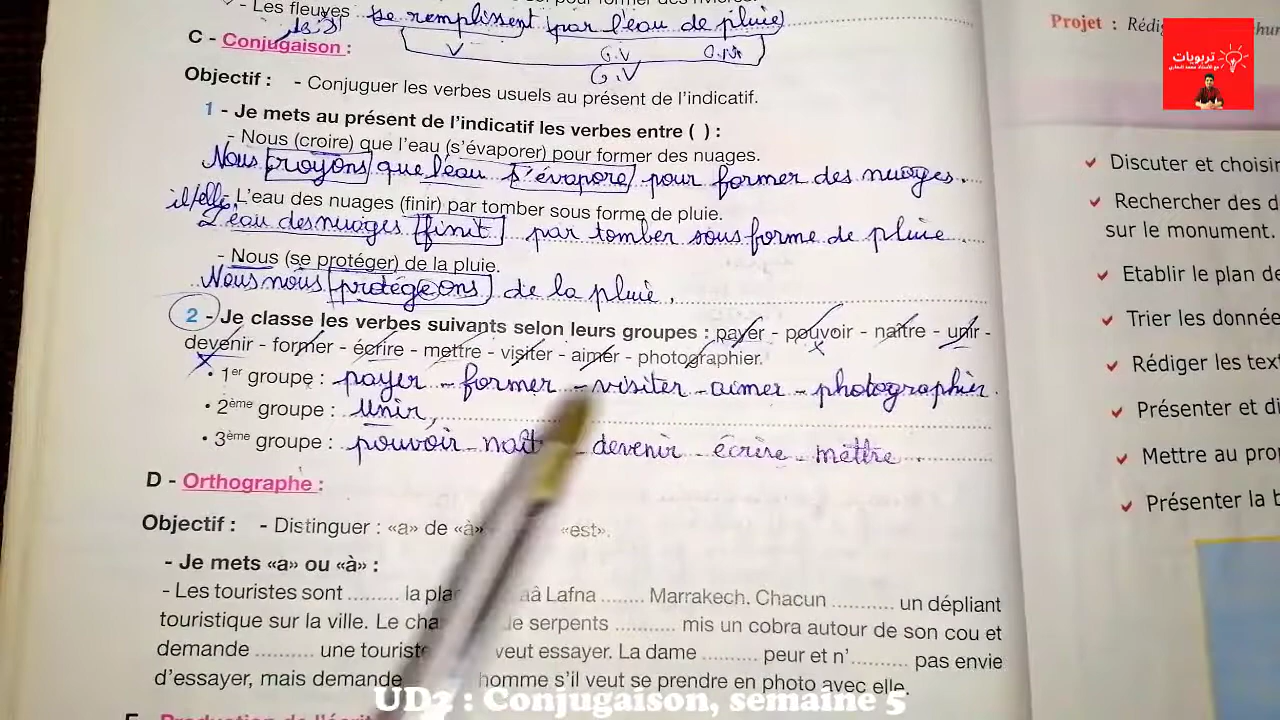 - Les fleuves se remplissent (par l'eau de pluie)
ils
V G.V
G.V
C - Conjugaison :
Objectif : - Conjuguer les verbes usuels au présent de l'indicatif.
1 - Je mets au présent de l'indicatif les verbes entre ( ) :
- Nous (croire) que l'eau (s'évaporer) pour former des nuages.
Nous croyons que l'eau s'évapore pour former des nuages.
il/elle
- L'eau des nuages (finir) par tomber sous forme de pluie.
L'eau des nuages finit par tomber sous forme de pluie
- Nous (se protéger) de la pluie.
Nous nous protégeons de la pluie.
2 - Je classe les verbes suivants selon leurs groupes : payer - pouvoir - naître - unir -
devenir - former - écrire - mettre - visiter - aimer - photographier.
• 1er groupe : payer - former - visiter - aimer - photographier.
• 2ème groupe : unir,
• 3ème groupe : pouvoir - naît - devenir - écrire - mettre.
D - Orthographe :
Objectif : - Distinguer : «a» de «à» «est».
- Je mets «a» ou «à» :
- Les touristes sont ......... la Lafna ........ Marrakech. Chacun .......... un dépliant
touristique sur la ville. Le de serpents .......... mis un cobra autour de son cou et
demande .......... une touriste veut essayer. La dame ......... peur et n'......... pas envie
d'essayer, mais demande homme s'il veut se prendre en photo avec elle.
UD2 : Conjugaison, semaine 5
Projet :
Discuter et choisir
Rechercher des d
sur le monument.
Etablir le plan de
Trier les donnée
Rédiger les tex
Présenter et di
Mettre au pro
Présenter la b
تربويات